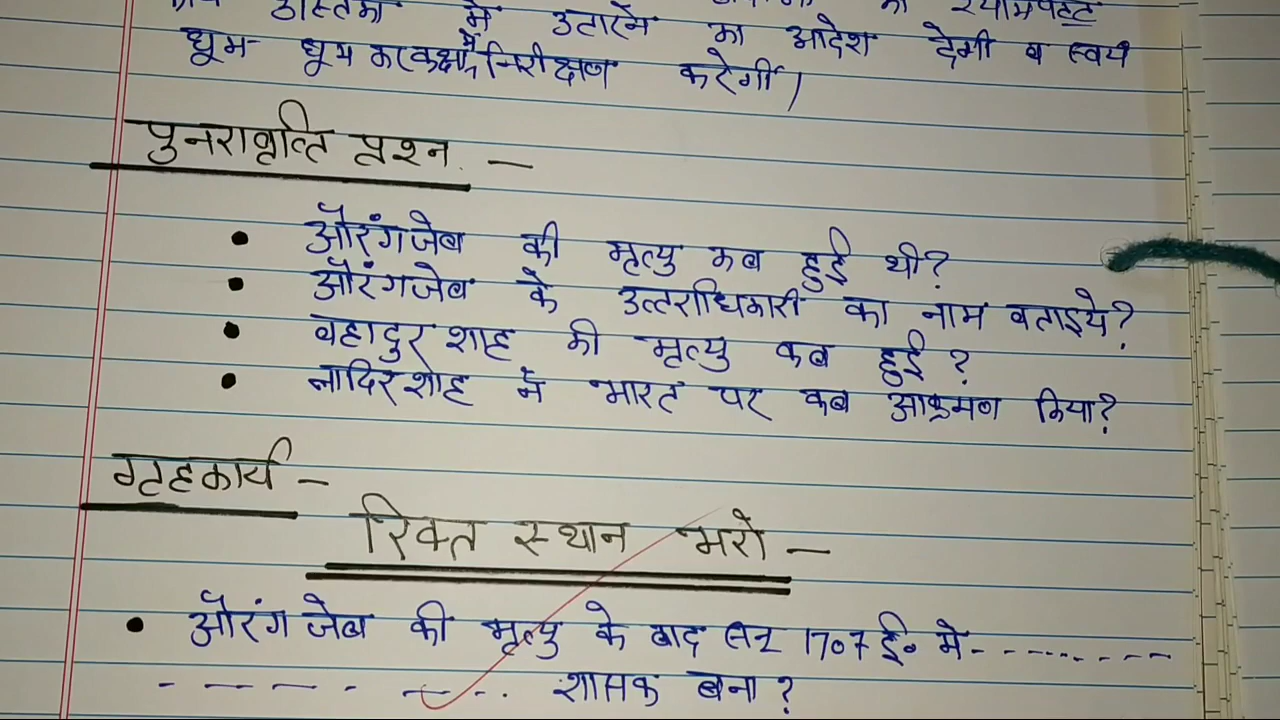 में उतारने का आदेश देगी व स्वयं
घूम घूम कर कक्षा में निरीक्षण करेगी।
पुनरावृत्ति प्रश्न. —
• औरंगजेब की मृत्यु कब हुई थी?
• औरंगजेब के उत्तराधिकारी का नाम बताइये?
• बहादुर शाह की मृत्यु कब हुई?
• नादिर शाह ने भारत पर कब आक्रमण किया?
गृहकार्य —
रिक्त स्थान भरो —
• औरंगजेब की मृत्यु के बाद सन 1707 ई० मे- - - - - - - - -
- - - - - - - - . . शासक बना?